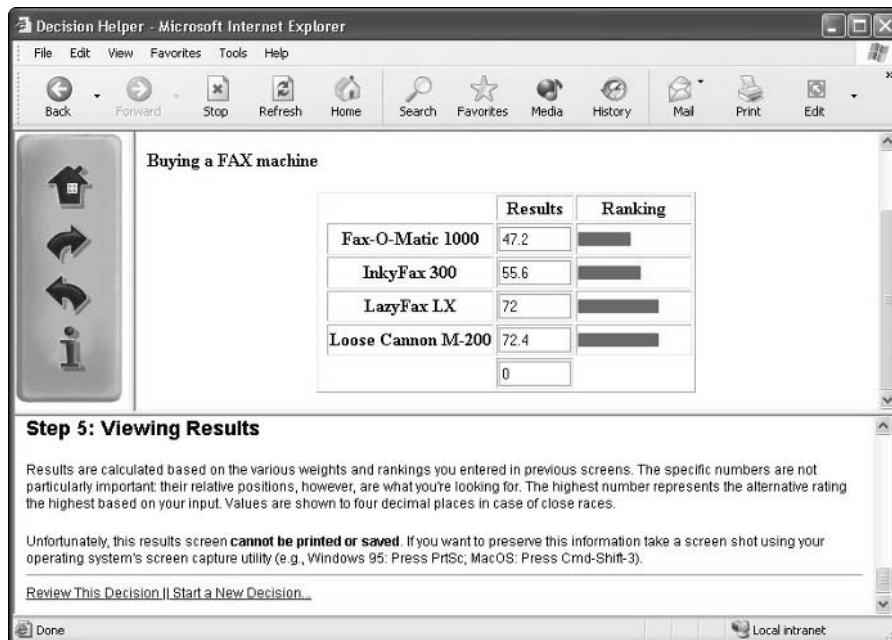 Decision Helper - Microsoft Internet Explorer
File Edit View Favorites Tools Help
Back Forward Stop Refresh Home Search Favorites Media History Mail Print Edit
Buying a FAX machine
Results Ranking
Fax-O-Matic 1000 47.2
InkyFax 300 55.6
LazyFax LX 72
Loose Cannon M-200 72.4
0
Step 5: Viewing Results
Results are calculated based on the various weights and rankings you entered in previous screens. The specific numbers are not
particularly important: their relative positions, however, are what you're looking for. The highest number represents the alternative rating
the highest based on your input. Values are shown to four decimal places in case of close races.
Unfortunately, this results screen cannot be printed or saved. If you want to preserve this information take a screen shot using your
operating system's screen capture utility (e.g., Windows 95: Press PrtSc; MacOS: Press Cmd-Shift-3).
Review This Decision || Start a New Decision...
Done Local intranet